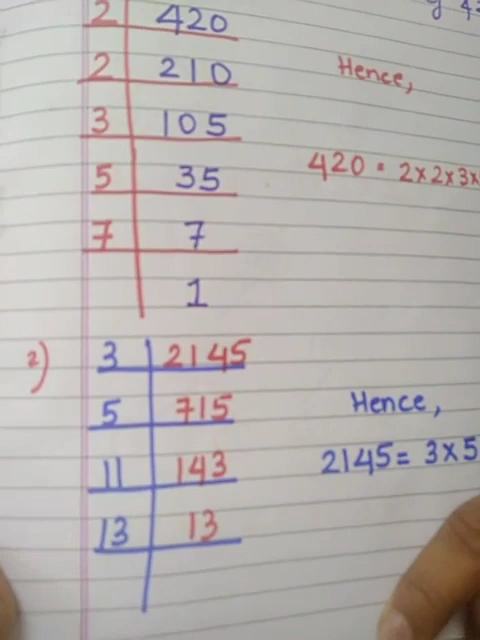 2 420
2 210
Hence,
3 105
420 = 2x2x3x
5 35
7 7
1
2) 3 2145
5 715
Hence,
11 143
2145 = 3x5
13 13